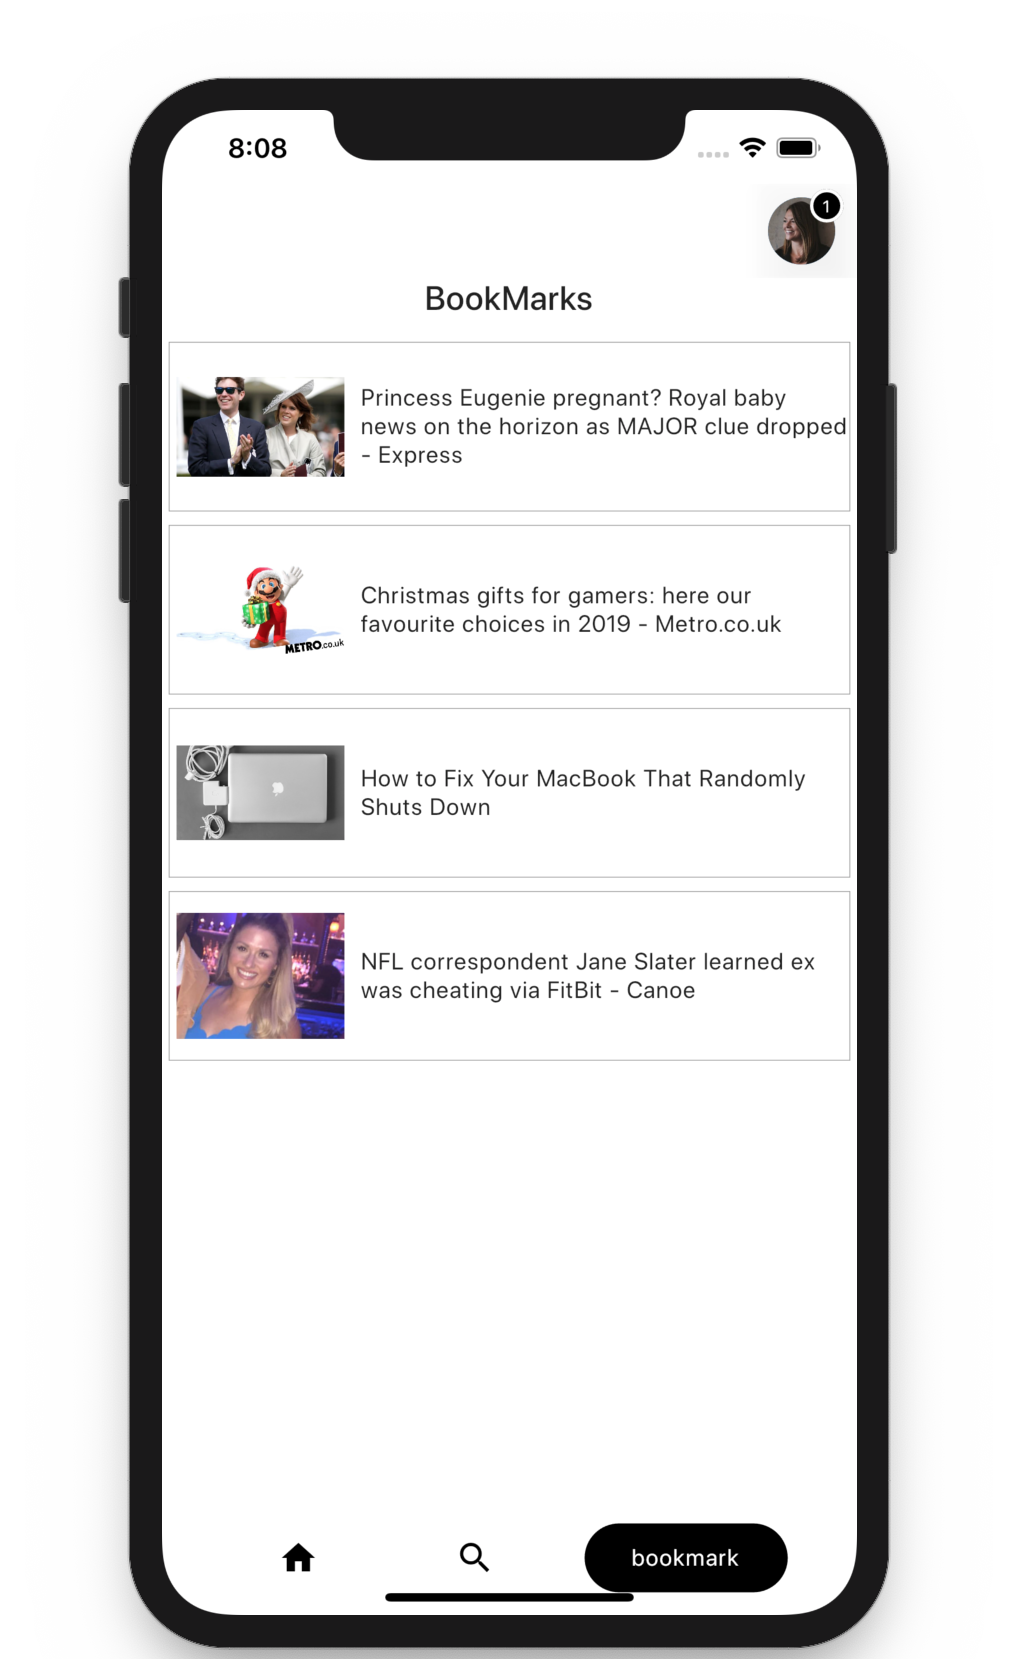 8:08
1
BookMarks
Princess Eugenie pregnant? Royal baby
news on the horizon as MAJOR clue dropped
- Express
METRO.co.uk
Christmas gifts for gamers: here our
favourite choices in 2019 - Metro.co.uk
How to Fix Your MacBook That Randomly
Shuts Down
NFL correspondent Jane Slater learned ex
was cheating via FitBit - Canoe
bookmark